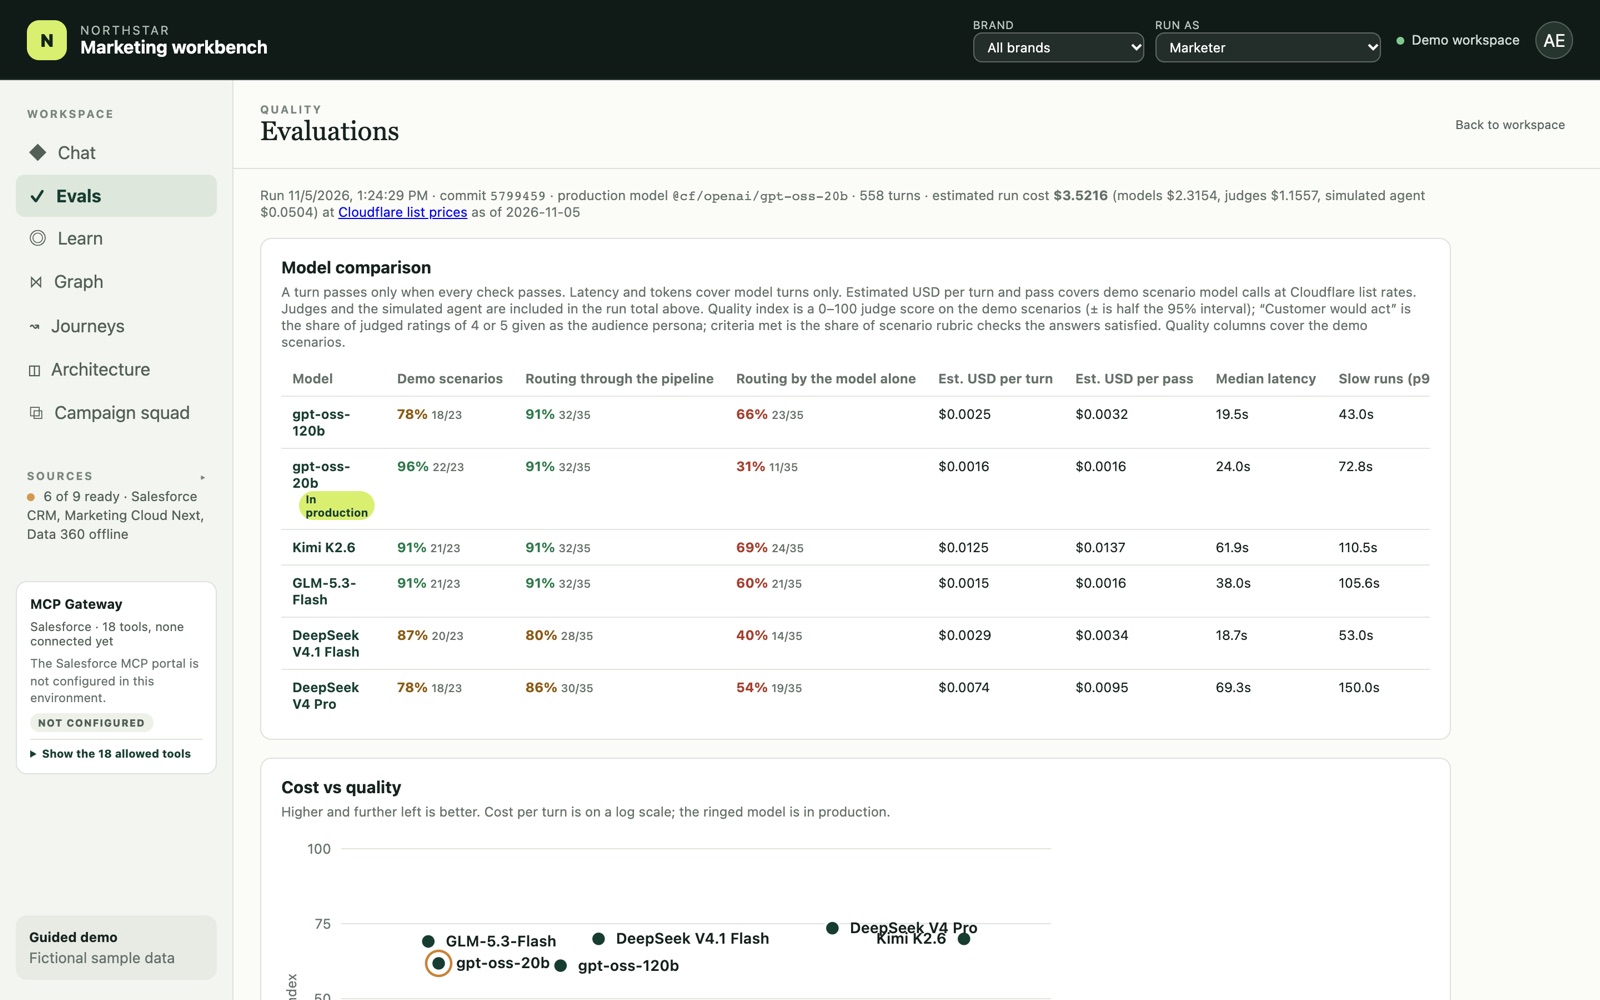 N
NORTHSTAR
Marketing workbench
BRAND
All brands
RUN AS
Marketer
Demo workspace
AE
WORKSPACE
Chat
Evals
Learn
Graph
Journeys
Architecture
Campaign squad
SOURCES
6 of 9 ready · Salesforce
CRM, Marketing Cloud Next,
Data 360 offline
MCP Gateway
Salesforce · 18 tools, none
connected yet
The Salesforce MCP portal is
not configured in this
environment.
NOT CONFIGURED
Show the 18 allowed tools
Guided demo
Fictional sample data
QUALITY
Evaluations
Back to workspace
Run 11/5/2026, 1:24:29 PM · commit 5799459 · production model @cf/openai/gpt-oss-20b · 558 turns · estimated run cost $3.5216 (models $2.3154, judges $1.1557, simulated agent
$0.0504) at Cloudflare list prices as of 2026-11-05
Model comparison
A turn passes only when every check passes. Latency and tokens cover model turns only. Estimated USD per turn and pass covers demo scenario model calls at Cloudflare list rates.
Judges and the simulated agent are included in the run total above. Quality index is a 0–100 judge score on the demo scenarios (± is half the 95% interval); “Customer would act” is
the share of judged ratings of 4 or 5 given as the audience persona; criteria met is the share of scenario rubric checks the answers satisfied. Quality columns cover the demo
scenarios.
Model Demo scenarios Routing through the pipeline Routing by the model alone Est. USD per turn Est. USD per pass Median latency Slow runs (p9
gpt-oss-
120b 78% 18/23 91% 32/35 66% 23/35 $0.0025 $0.0032 19.5s 43.0s
gpt-oss-
20b 96% 22/23 91% 32/35 31% 11/35 $0.0016 $0.0016 24.0s 72.8s
In
production
Kimi K2.6 91% 21/23 91% 32/35 69% 24/35 $0.0125 $0.0137 61.9s 110.5s
GLM-5.3-
Flash 91% 21/23 91% 32/35 60% 21/35 $0.0015 $0.0016 38.0s 105.6s
DeepSeek
V4.1 Flash 87% 20/23 80% 28/35 40% 14/35 $0.0029 $0.0034 18.7s 53.0s
DeepSeek
V4 Pro 78% 18/23 86% 30/35 54% 19/35 $0.0074 $0.0095 69.3s 150.0s
Cost vs quality
Higher and further left is better. Cost per turn is on a log scale; the ringed model is in production.
100
75
DeepSeek V4 Pro
GLM-5.3-Flash
DeepSeek V4.1 Flash
Kimi K2.6
gpt-oss-20b
gpt-oss-120b
50